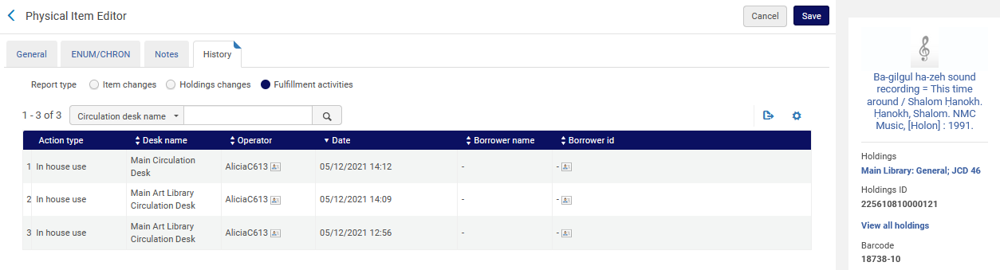 Physical Item Editor
Cancel
Save
General
ENUM/CHRON
Notes
History
Report type
Item changes
Holdings changes
Fulfillment activities
1 - 3 of 3
Circulation desk name
Action type
Desk name
Operator
Date
Borrower name
Borrower id
1 In house use
Main Circulation
Desk
AliciaC613
05/12/2021 14:12
-
-
2 In house use
Main Art Library
Circulation Desk
AliciaC613
05/12/2021 14:09
-
-
3 In house use
Main Art Library
Circulation Desk
AliciaC613
05/12/2021 12:56
-
-
Ba-gilgul ha-zeh sound
recording = This time
around / Shalom Ḥanokh.
Ḥanokh, Shalom. NMC
Music, [Holon] : 1991.
Holdings
Main Library: General; JCD 46
Holdings ID
225610810000121
View all holdings
Barcode
18738-10